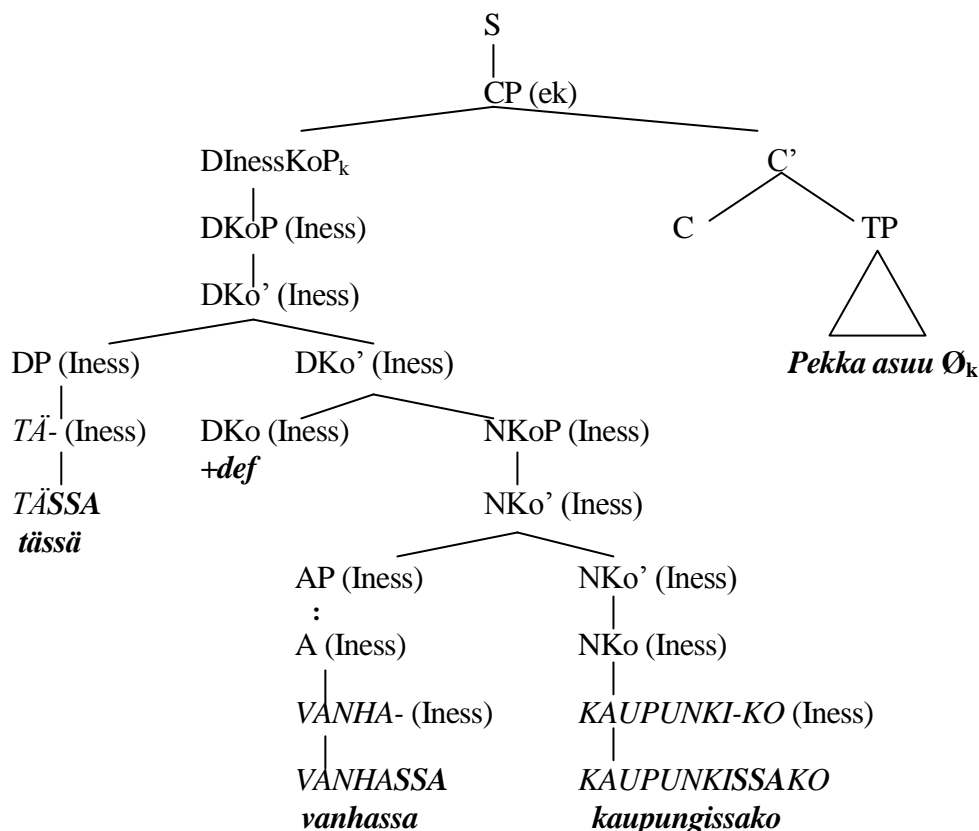 S
CP (ek)
DInessKoPₖ C’
DKoP (Iness) C TP
DKo’ (Iness)
DP (Iness) DKo’ (Iness) Pekka asuu Øₖ
TÄ- (Iness) DKo (Iness) NKoP (Iness)
+def
TÄSSA NKo’ (Iness)
tässä
AP (Iness) NKo’ (Iness)
:
A (Iness) NKo (Iness)
VANHA- (Iness) KAUPUNKI-KO (Iness)
VANHASSA KAUPUNKISSAKO
vanhassa kaupungissako